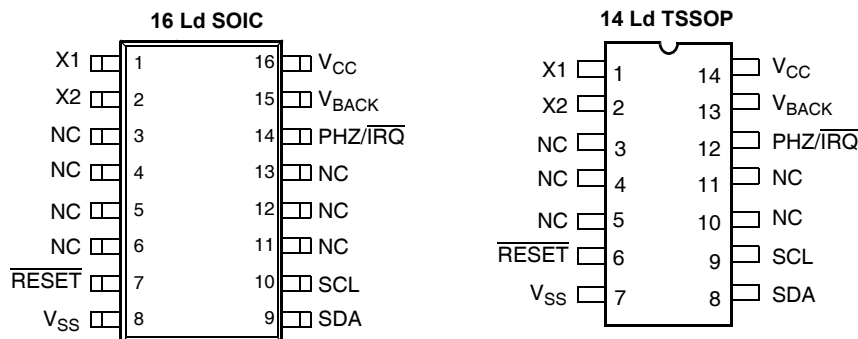 16 Ld SOIC
X1 1 16 VCC
X2 2 15 VBACK
NC 3 14 PHZ/IRQ
NC 4 13 NC
NC 5 12 NC
NC 6 11 NC
RESET 7 10 SCL
VSS 8 9 SDA
14 Ld TSSOP
X1 1 14 VCC
X2 2 13 VBACK
NC 3 12 PHZ/IRQ
NC 4 11 NC
NC 5 10 NC
RESET 6 9 SCL
VSS 7 8 SDA